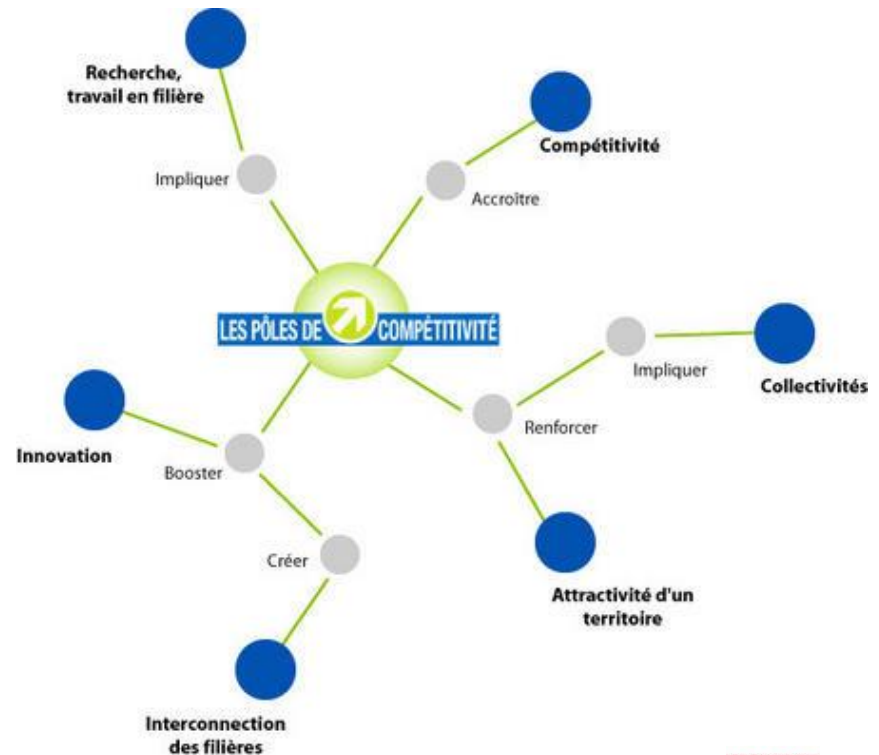 Recherche,
travail en filière
Compétitivité
Impliquer
Accroître
LES PÔLES DE COMPÉTITIVITÉ
Impliquer
Collectivités
Renforcer
Innovation
Booster
Créer
Attractivité d'un
territoire
Interconnection
des filières